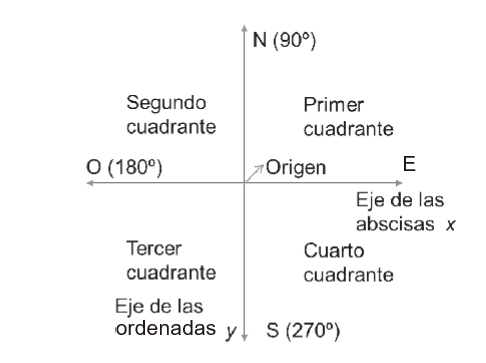 N (90º)
Segundo
cuadrante
Primer
cuadrante
O (180º)
Origen
E
Eje de las
abscisas x
Tercer
cuadrante
Cuarto
cuadrante
Eje de las
ordenadas y
S (270º)